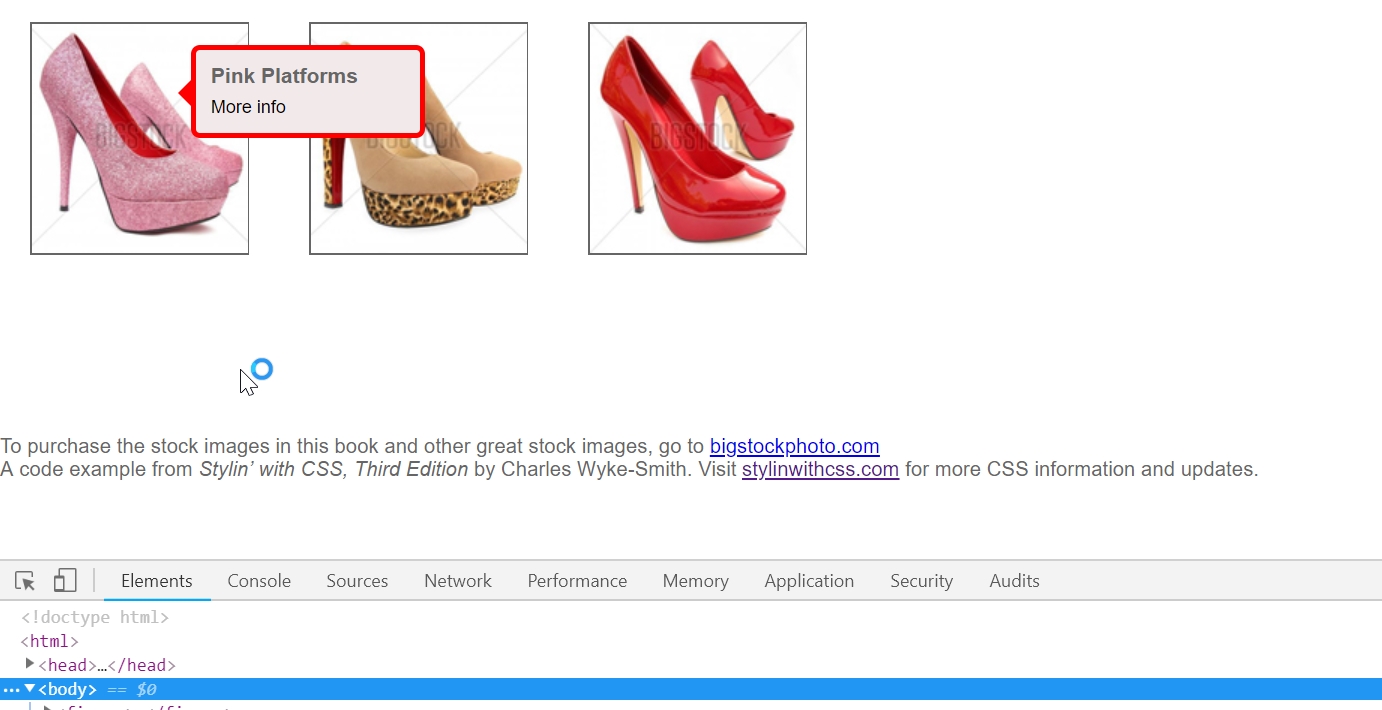 Pink Platforms
More info
BIGSTOCK
BIGSTOCK
BIGSTOCK
To purchase the stock images in this book and other great stock images, go to bigstockphoto.com
A code example from Stylin’ with CSS, Third Edition by Charles Wyke-Smith. Visit stylinwithcss.com for more CSS information and updates.
Elements Console Sources Network Performance Memory Application Security Audits
<!doctype html>
<html>
<head>…</head>
… <body> == $0